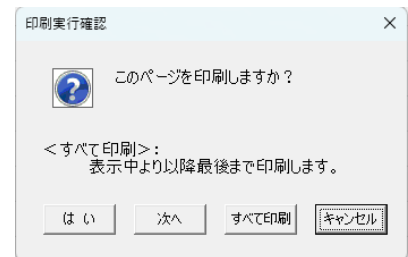 印刷実行確認
このページを印刷しますか？
＜すべて印刷＞：
表示中より以降最後まで印刷します。
は い
次へ
すべて印刷
キャンセル